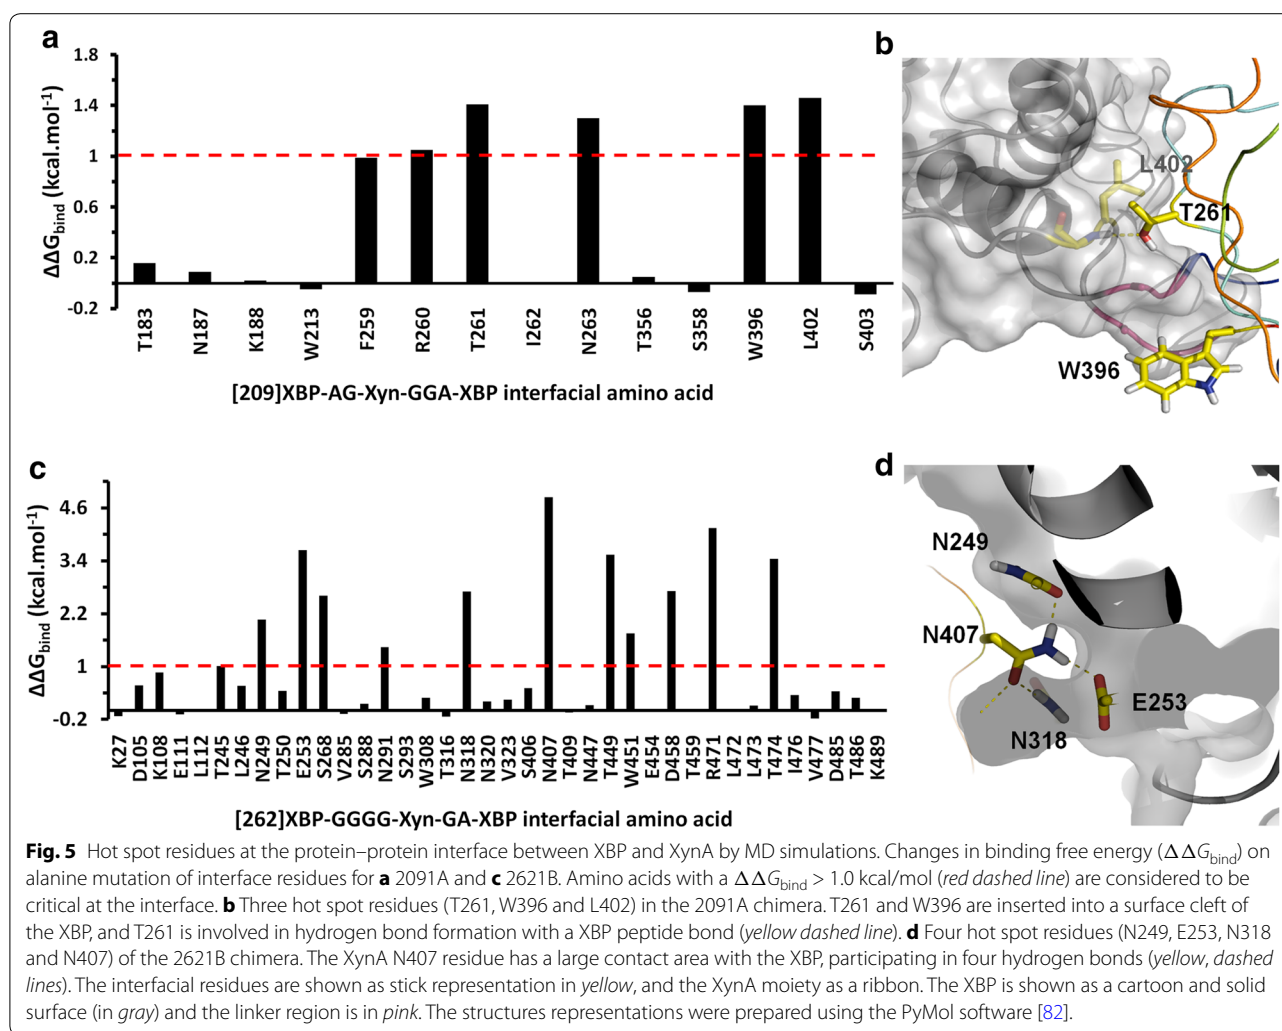 a
1.8
1.4
1
0.6
0.2
-0.2
ΔΔGbind (kcal.mol-1)
T183
N187
K188
W213
F259
R260
T261
I262
N263
T356
S358
W396
L402
S403
[209]XBP-AG-Xyn-GGA-XBP interfacial amino acid
b
L402
T261
W396
c
4.6
3.4
2.2
1
-0.2
ΔΔGbind (kcal.mol-1)
K27
D105
K108
E111
L112
T245
L246
N249
T250
E253
S268
V285
S288
N291
S293
W308
T316
N318
N320
V323
S406
N407
T409
N447
T449
W451
E454
D458
T459
R471
L472
L473
T474
I476
V477
D485
T486
K489
[262]XBP-GGGG-Xyn-GA-XBP interfacial amino acid
d
N249
N407
E253
N318
Fig. 5 Hot spot residues at the protein–protein interface between XBP and XynA by MD simulations. Changes in binding free energy (ΔΔGbind) on
alanine mutation of interface residues for a 2091A and c 2621B. Amino acids with a ΔΔGbind > 1.0 kcal/mol (red dashed line) are considered to be
critical at the interface. b Three hot spot residues (T261, W396 and L402) in the 2091A chimera. T261 and W396 are inserted into a surface cleft of
the XBP, and T261 is involved in hydrogen bond formation with a XBP peptide bond (yellow dashed line). d Four hot spot residues (N249, E253, N318
and N407) of the 2621B chimera. The XynA N407 residue has a large contact area with the XBP, participating in four hydrogen bonds (yellow, dashed
lines). The interfacial residues are shown as stick representation in yellow, and the XynA moiety as a ribbon. The XBP is shown as a cartoon and solid
surface (in gray) and the linker region is in pink. The structures representations were prepared using the PyMol software [82].